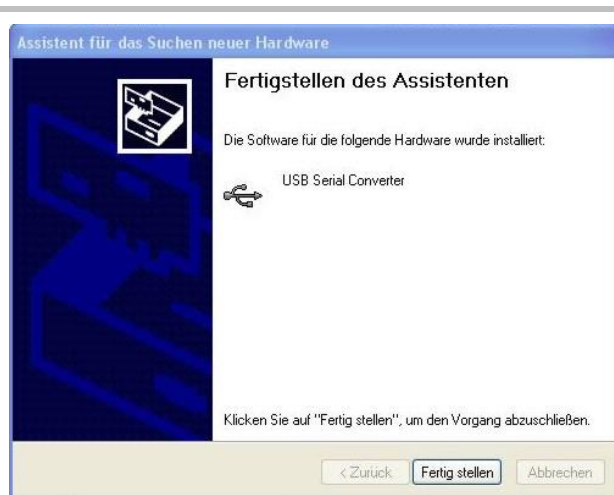 Assistent für das Suchen neuer Hardware
Fertigstellen des Assistenten
Die Software für die folgende Hardware wurde installiert:
USB Serial Converter
Klicken Sie auf "Fertig stellen", um den Vorgang abzuschließen.
< Zurück Fertig stellen Abbrechen